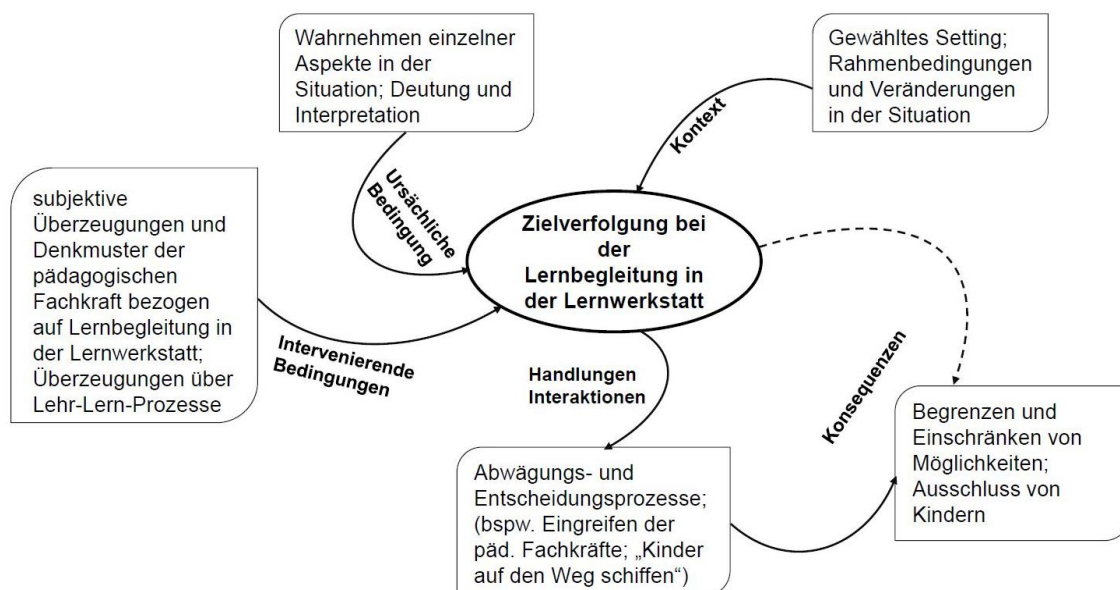 Wahrnehmen einzelner
Aspekte in der
Situation; Deutung und
Interpretation
Gewähltes Setting;
Rahmenbedingungen
und Veränderungen
in der Situation
Kontext
Ursächliche
Bedingung
subjektive
Überzeugungen und
Denkmuster der
pädagogischen
Fachkraft bezogen
auf Lernbegleitung in
der Lernwerkstatt;
Überzeugungen über
Lehr-Lern-Prozesse
Zielverfolgung bei
der
Lernbegleitung in
der Lernwerkstatt
Intervenierende
Bedingungen
Handlungen
Interaktionen
Konsequenzen
Abwägungs- und
Entscheidungsprozesse;
(bspw. Eingreifen der
päd. Fachkräfte; „Kinder
auf den Weg schiffen“)
Begrenzen und
Einschränken von
Möglichkeiten;
Ausschluss von
Kindern